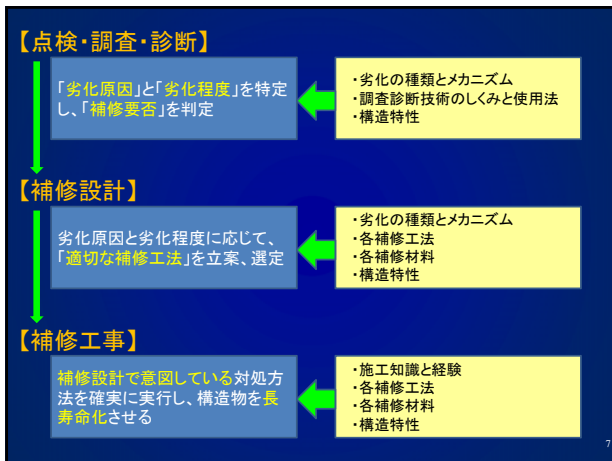 【点検・調査・診断】
「劣化原因」と「劣化程度」を特定
し、「補修要否」を判定
・劣化の種類とメカニズム
・調査診断技術のしくみと使用法
・構造特性
【補修設計】
劣化原因と劣化程度に応じて、
「適切な補修工法」を立案、選定
・劣化の種類とメカニズム
・各補修工法
・各補修材料
・構造特性
【補修工事】
補修設計で意図している対処方
法を確実に実行し、構造物を長
寿命化させる
・施工知識と経験
・各補修工法
・各補修材料
・構造特性
7